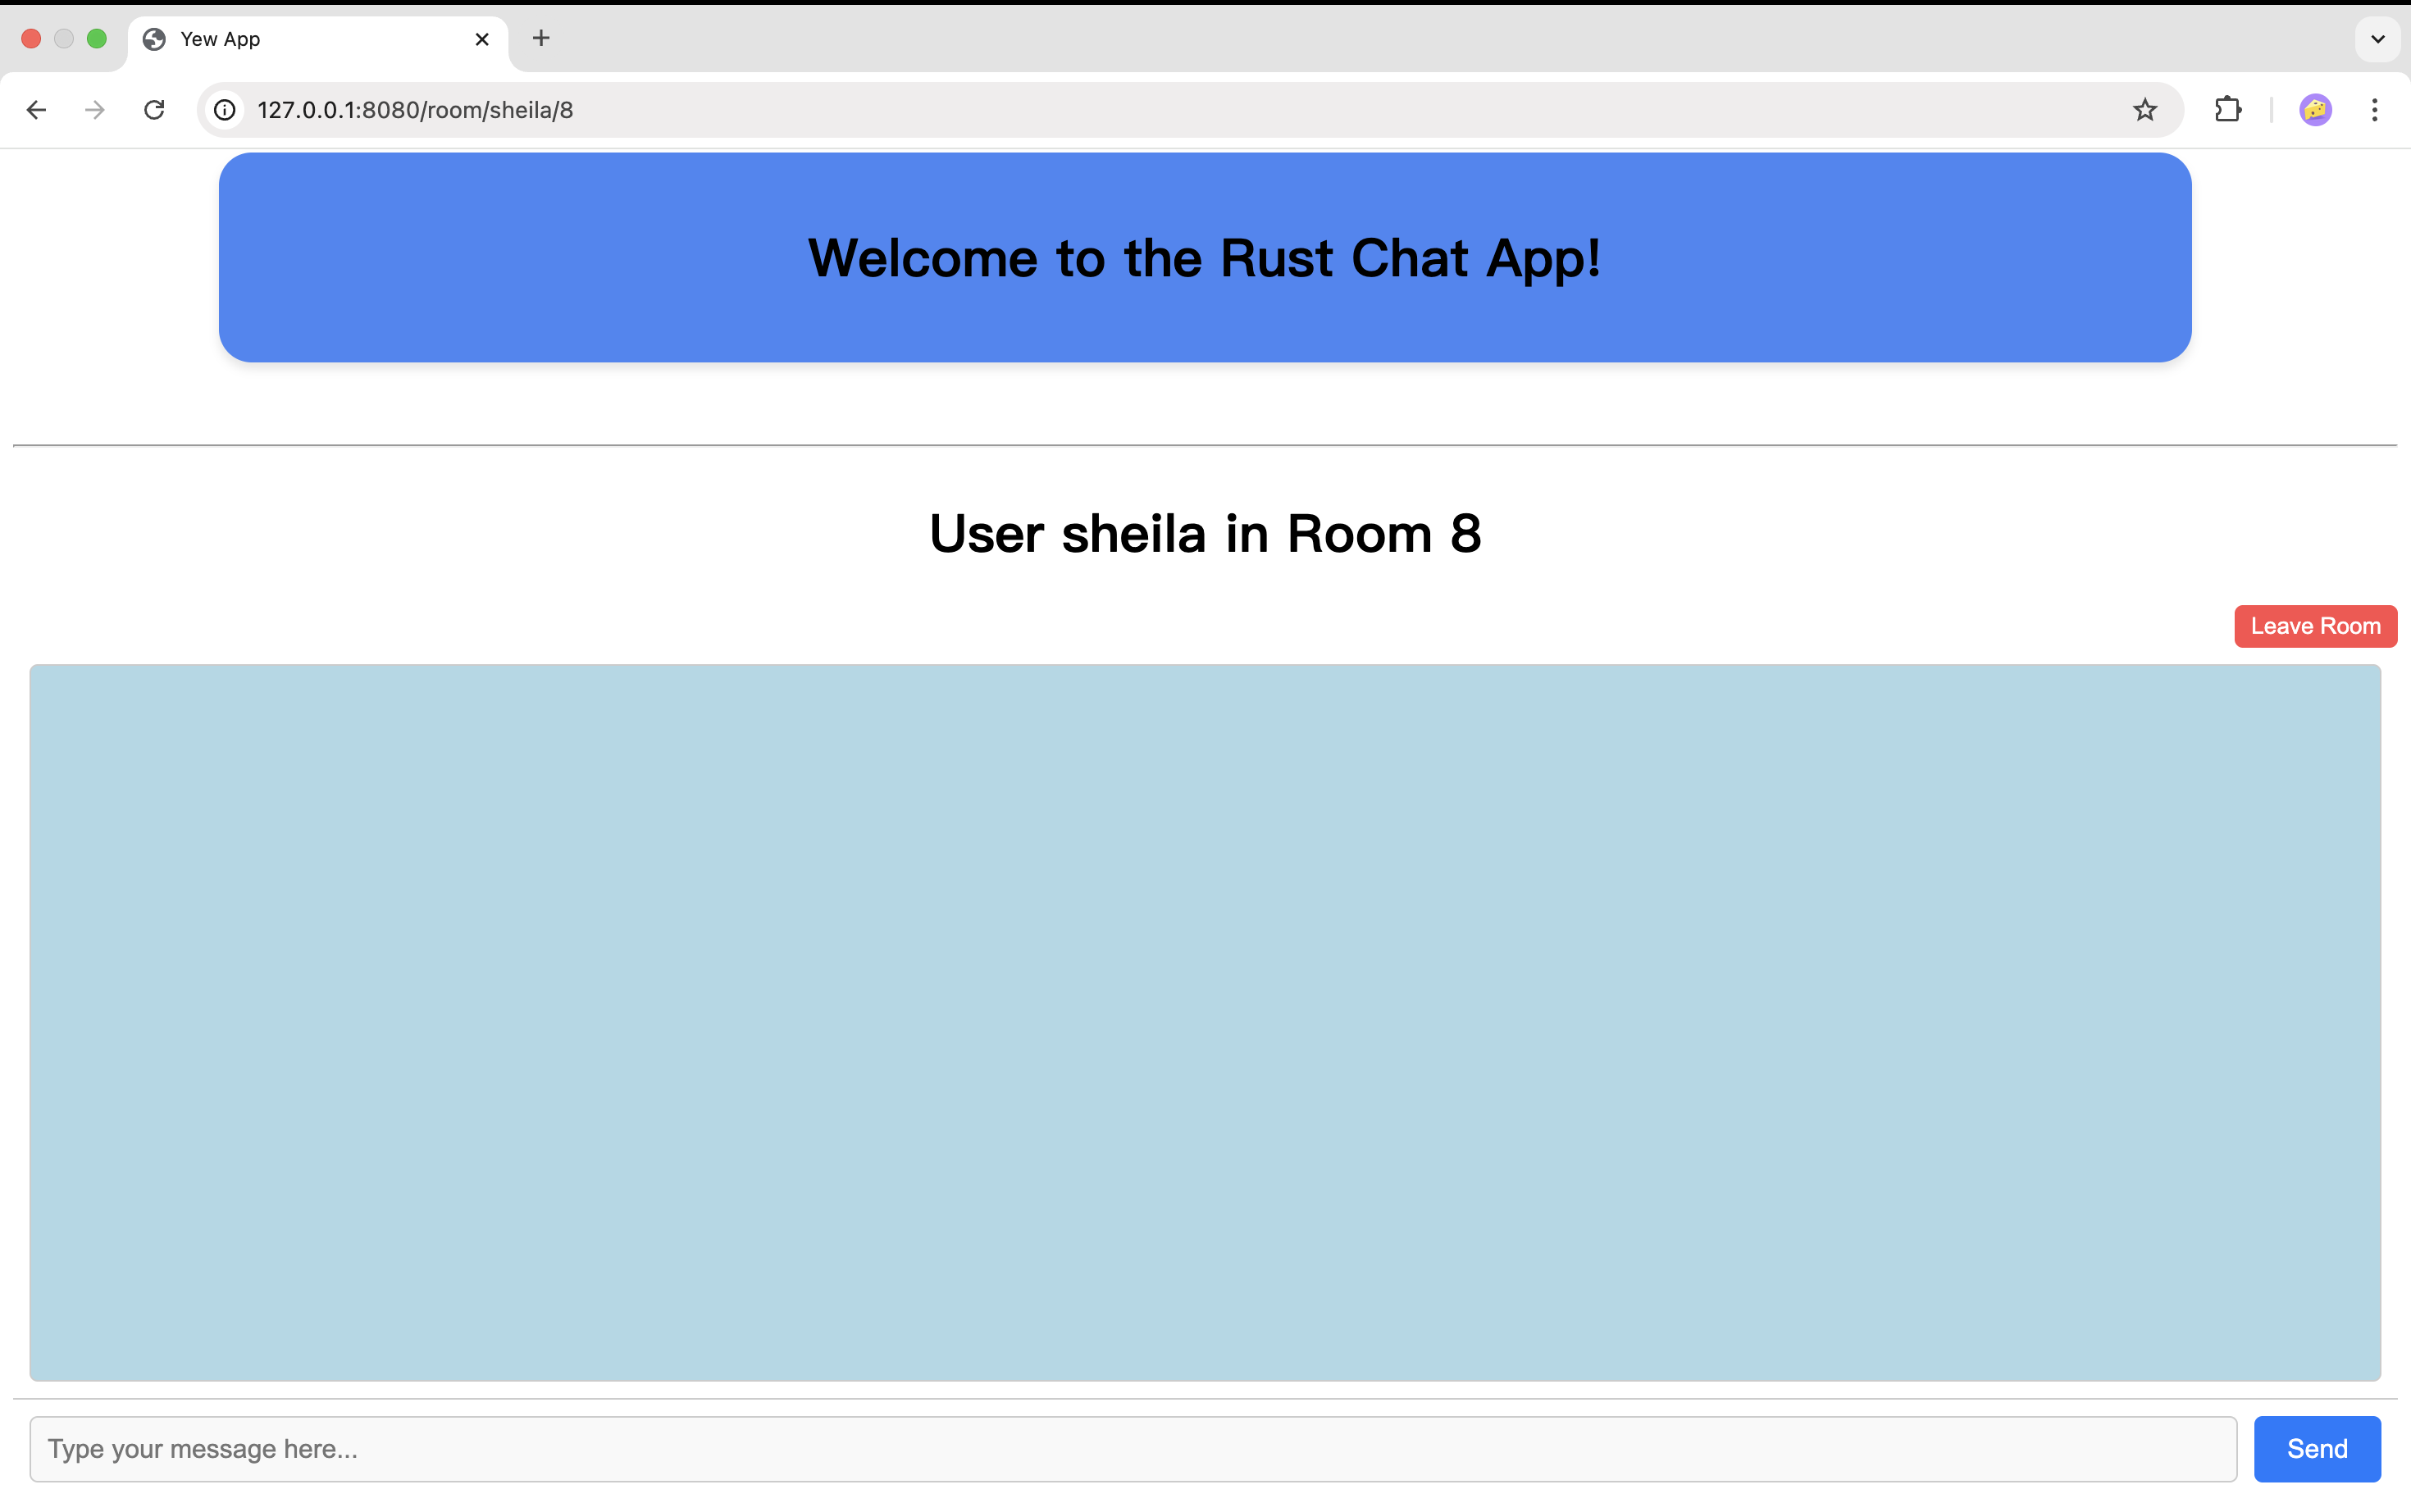 Yew App
127.0.0.1:8080/room/sheila/8
Welcome to the Rust Chat App!
User sheila in Room 8
Leave Room
Type your message here...
Send